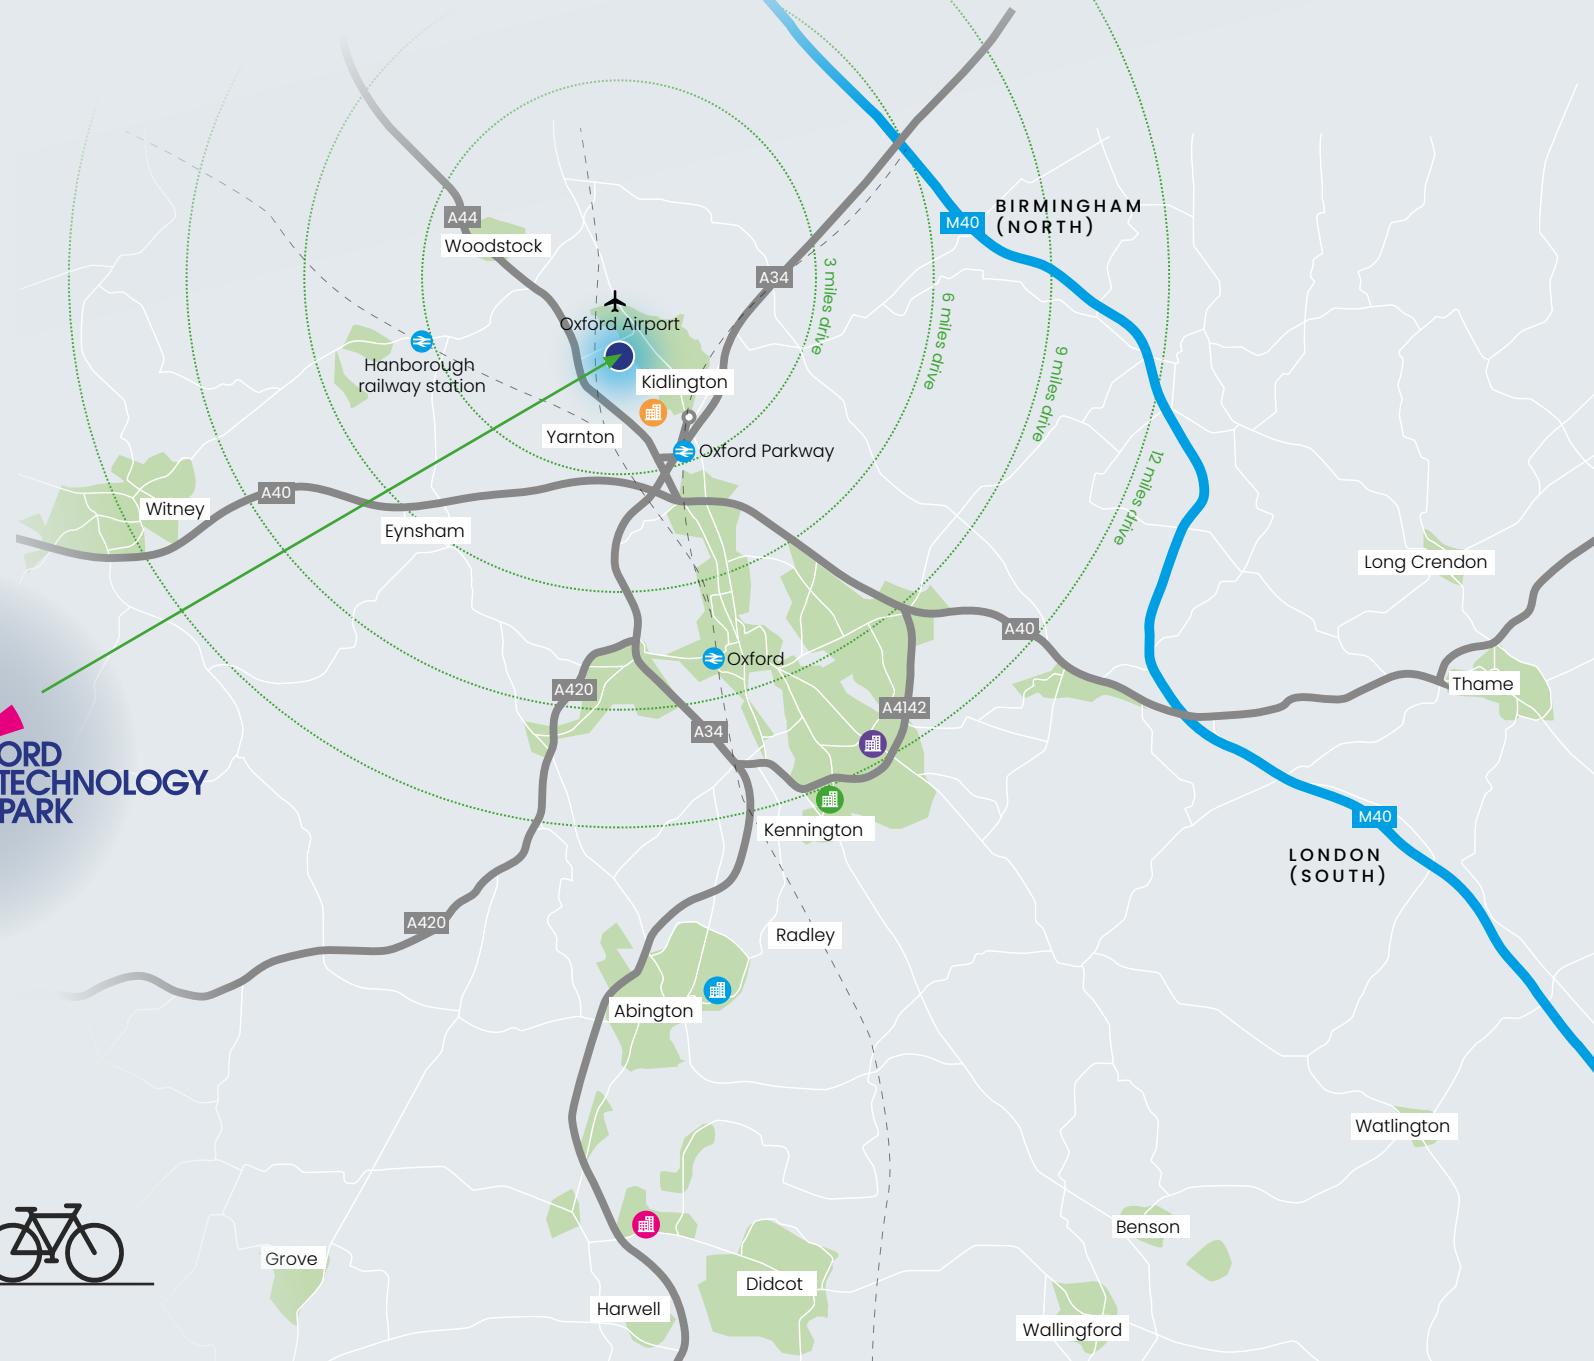 BIRMINGHAM
(NORTH)
M40
A44
Woodstock
A34
3 miles drive
6 miles drive
9 miles drive
12 miles drive
Oxford Airport
Hanborough
railway station
Kidlington
Yarnton
Oxford Parkway
A40
Witney
Eynsham
Long Crendon
A40
Oxford
A420
Thame
A4142
A34
ORD
TECHNOLOGY
PARK
M40
Kennington
LONDON
(SOUTH)
A420
Radley
Abington
Watlington
Benson
Grove
Didcot
Harwell
Wallingford